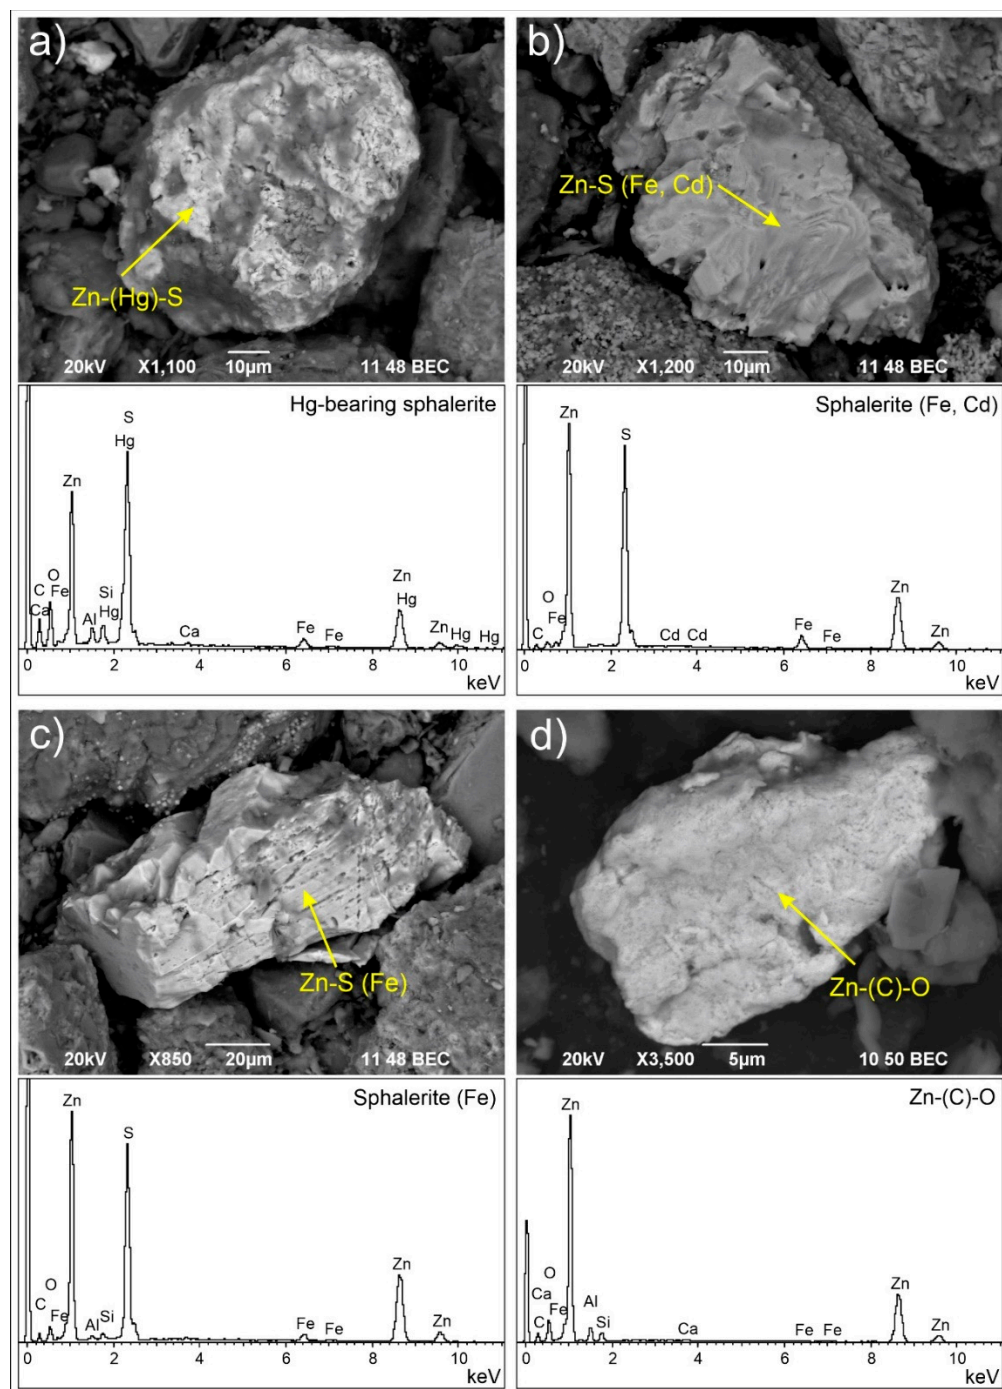 a)
Zn-(Hg)-S
20kV X1,100 10µm 11 48 BEC
b)
Zn-S (Fe, Cd)
20kV X1,200 10µm 11 48 BEC
Hg-bearing sphalerite
S
Hg
Zn
O
C
Fe
Ca
Si
Hg
Al
Ca
Fe
Fe
Zn
Hg
Zn
Hg
Hg
0 2 4 6 8 10
keV
Sphalerite (Fe, Cd)
Zn
S
O
Fe
C
Cd
Cd
Fe
Fe
Zn
Zn
0 2 4 6 8 10
keV
c)
Zn-S (Fe)
20kV X850 20µm 11 48 BEC
d)
Zn-(C)-O
20kV X3,500 5µm 10 50 BEC
Sphalerite (Fe)
Zn
S
O
C
Fe
Al
Si
Fe
Fe
Zn
Zn
0 2 4 6 8 10
keV
Zn-(C)-O
Zn
O
Ca
Fe
C
Al
Si
Ca
Fe
Fe
Zn
Zn
0 2 4 6 8 10
keV